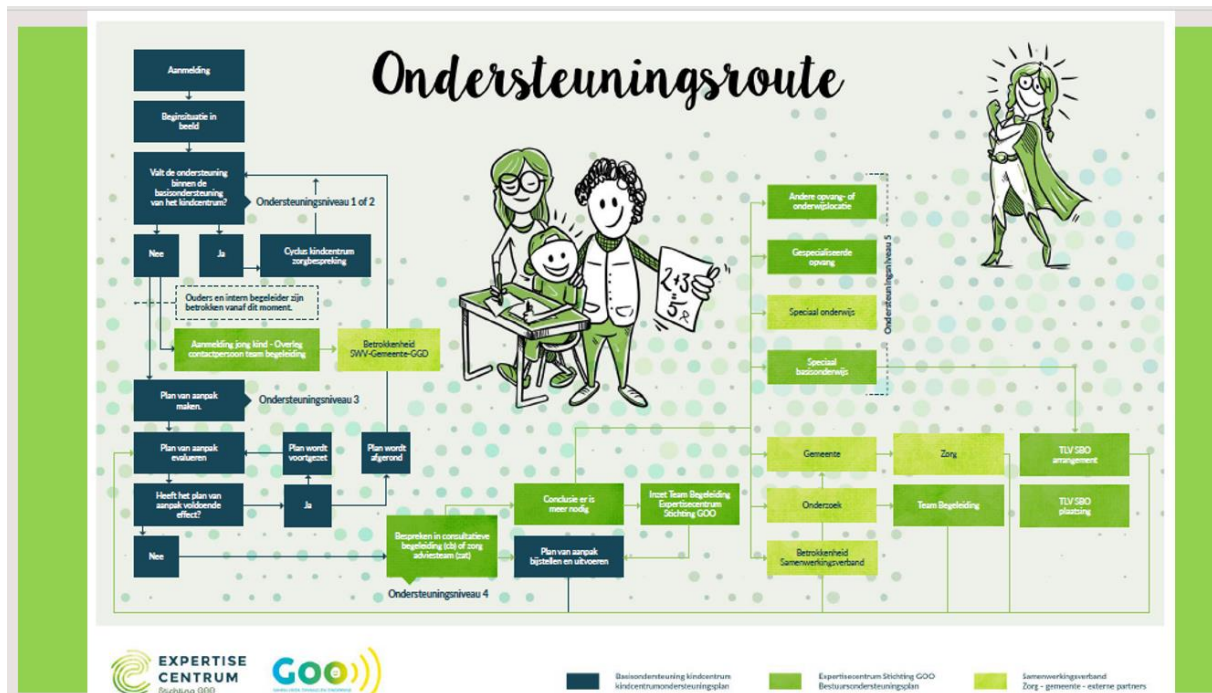 Ondersteuningsroute
Aanmelding
Beginsituatie in
beeld
Valt de ondersteuning
binnen de
basisondersteuning
van het kindcentrum?
Ondersteuningsniveau 1 of 2
Nee
Ja
Cyclus kindcentrum
zorgbespreking
Ouders en intern begeleider zijn
betrokken vanaf dit moment.
Aanmelding jong kind - Overleg
contactpersoon team begeleiding
Betrokkenheid
SWV-Gemeente-GGD
Plan van aanpak
maken.
Ondersteuningsniveau 3
Plan van aanpak
evalueren
Plan wordt
voortgezet
Plan wordt
afgerond
Heeft het plan van
aanpak voldoende
effect?
Ja
Nee
Bespreken in consultatieve
begeleiding (cb) of zorg
adviesteam (zat)
Ondersteuningsniveau 4
Conclusie er is
meer nodig
Inzet Team Begeleiding
Expertisecentrum
Stichting GOO
Plan van aanpak
bijstellen en uitvoeren
2+3
=
5
Andere opvang- of
onderwijslocatie
Gespecialiseerde
opvang
Speciaal onderwijs
Speciaal
basisonderwijs
Ondersteuningsniveau 5
Gemeente
Zorg
TLV SBO
arrangement
Onderzoek
Team Begeleiding
TLV SBO
plaatsing
Betrokkenheid
Samenwerkingsverband
EXPERTISE
CENTRUM
Stichting GOO
GOO
Basisondersteuning kindcentrum
kindcentrumondersteuningsplan
Expertisecentrum Stichting GOO
Bestuursondersteuningsplan
Samenwerkingsverband
Zorg - gemeente - externe partners